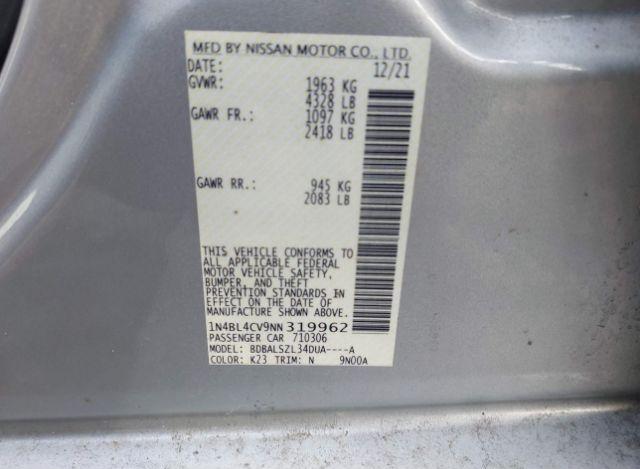 MFD BY NISSAN MOTOR CO., LTD.
DATE: 12/21
GVWR: 1963 KG
4328 LB
GAWR FR.: 1097 KG
2418 LB
GAWR RR.: 945 KG
2083 LB
THIS VEHICLE CONFORMS TO
ALL APPLICABLE FEDERAL
MOTOR VEHICLE SAFETY,
BUMPER, AND THEFT
PREVENTION STANDARDS IN
EFFECT ON THE DATE OF
MANUFACTURE SHOWN ABOVE.
1N4BL4CV9NN319962
PASSENGER CAR 710306
MODEL: BDBALSZL34DUA----A
COLOR: K23 TRIM: N 9N00A